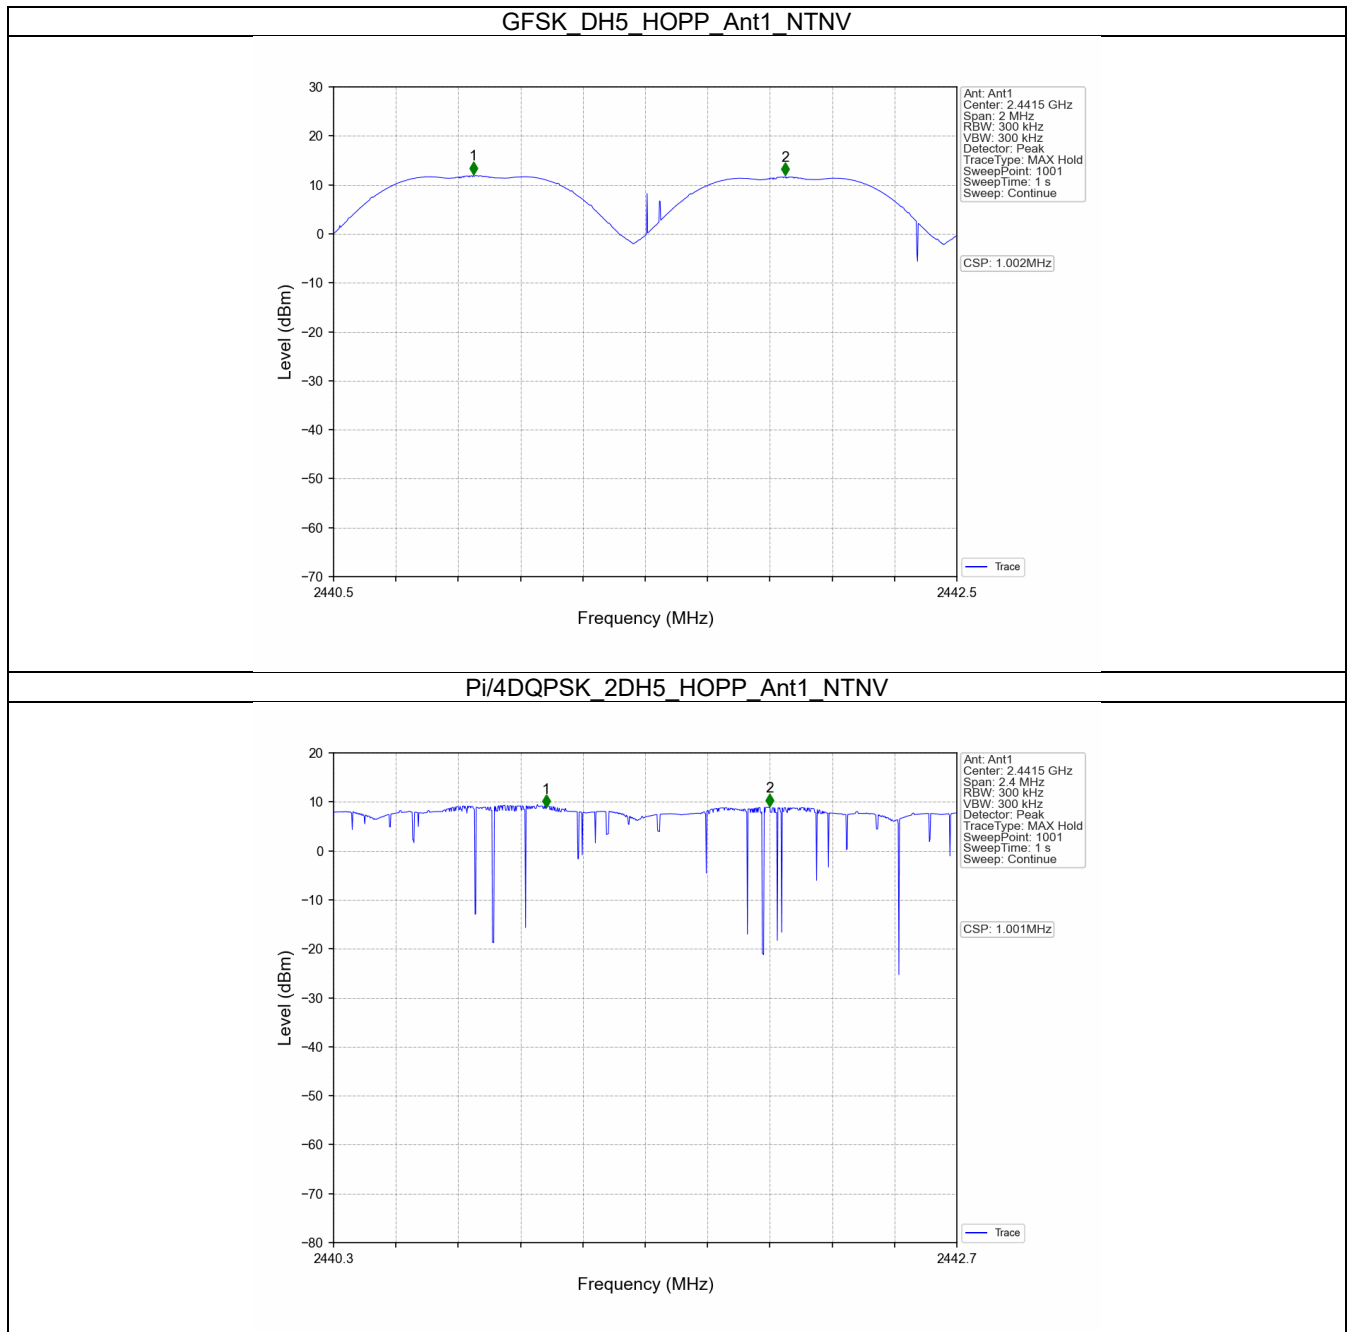 GFSK_DH5_HOPP_Ant1_NTNV
30
20
10
0
−10
−20
−30
−40
−50
−60
−70
Level (dBm)
1
2
2440.5
2442.5
Frequency (MHz)
Ant: Ant1
Center: 2.4415 GHz
Span: 2 MHz
RBW: 300 kHz
VBW: 300 kHz
Detector: Peak
TraceType: MAX Hold
SweepPoint: 1001
SweepTime: 1 s
Sweep: Continue
CSP: 1.002MHz
Trace
Pi/4DQPSK_2DH5_HOPP_Ant1_NTNV
20
10
0
−10
−20
−30
−40
−50
−60
−70
−80
Level (dBm)
1
2
2440.3
2442.7
Frequency (MHz)
Ant: Ant1
Center: 2.4415 GHz
Span: 2.4 MHz
RBW: 300 kHz
VBW: 300 kHz
Detector: Peak
TraceType: MAX Hold
SweepPoint: 1001
SweepTime: 1 s
Sweep: Continue
CSP: 1.001MHz
Trace